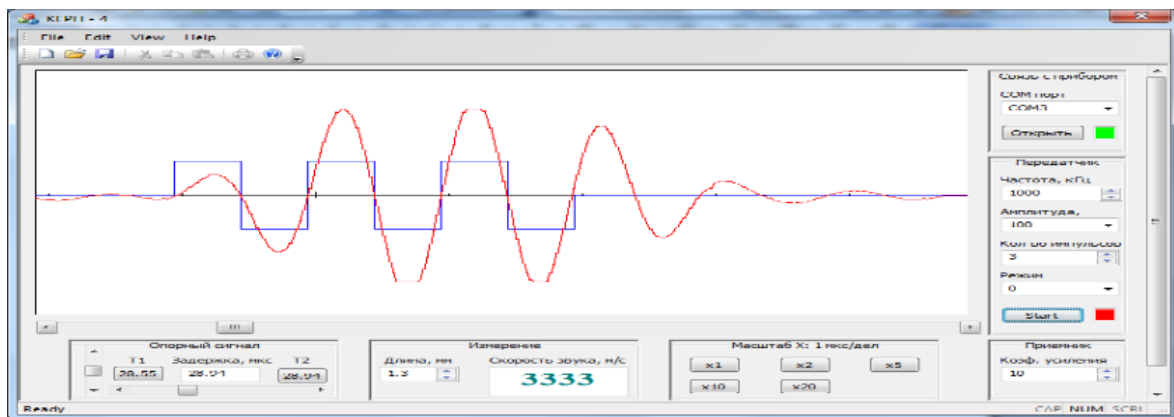 КСРП - 4
File Edit View Help
Связь с прибором
COM порт
COM3
Открыть
Передатчик
Частота, кГц
1000
Амплитуда,
100
Кол во импульсов
3
Режим
0
Start
Опорный сигнал
T1 Задержка, мкс T2
28.55 28.94 28.94
Измерение
Длина, мм Скорость звука, м/с
1.3 3333
Масштаб X: 1 мкс/дел
x1 x2 x5
x10 x20
Приемник
Коэф. усиления
10
Ready
CAP NUM SCRL